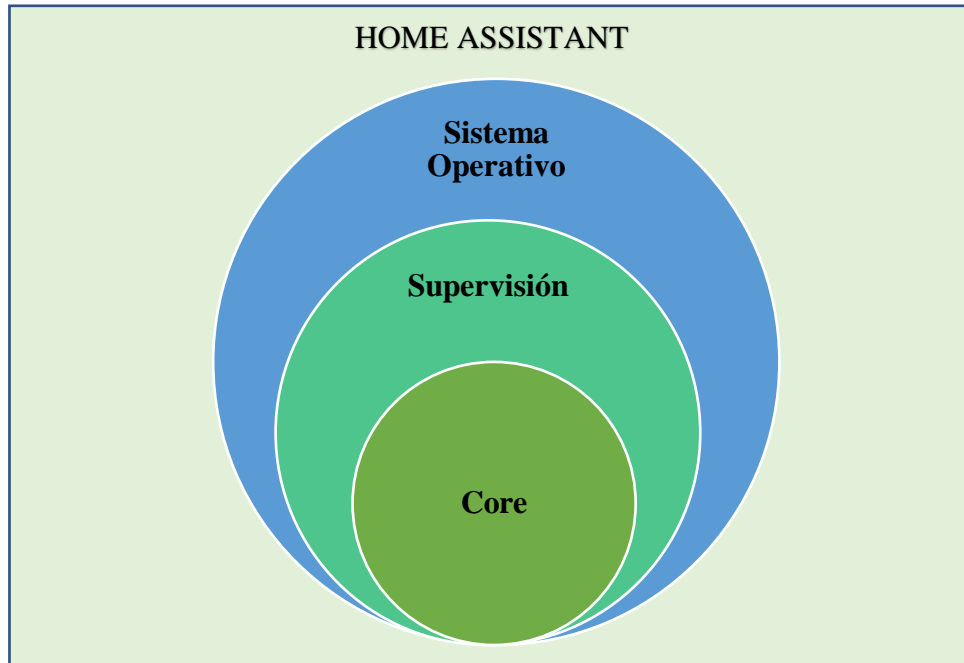 HOME ASSISTANT
Sistema
Operativo
Supervisión
Core